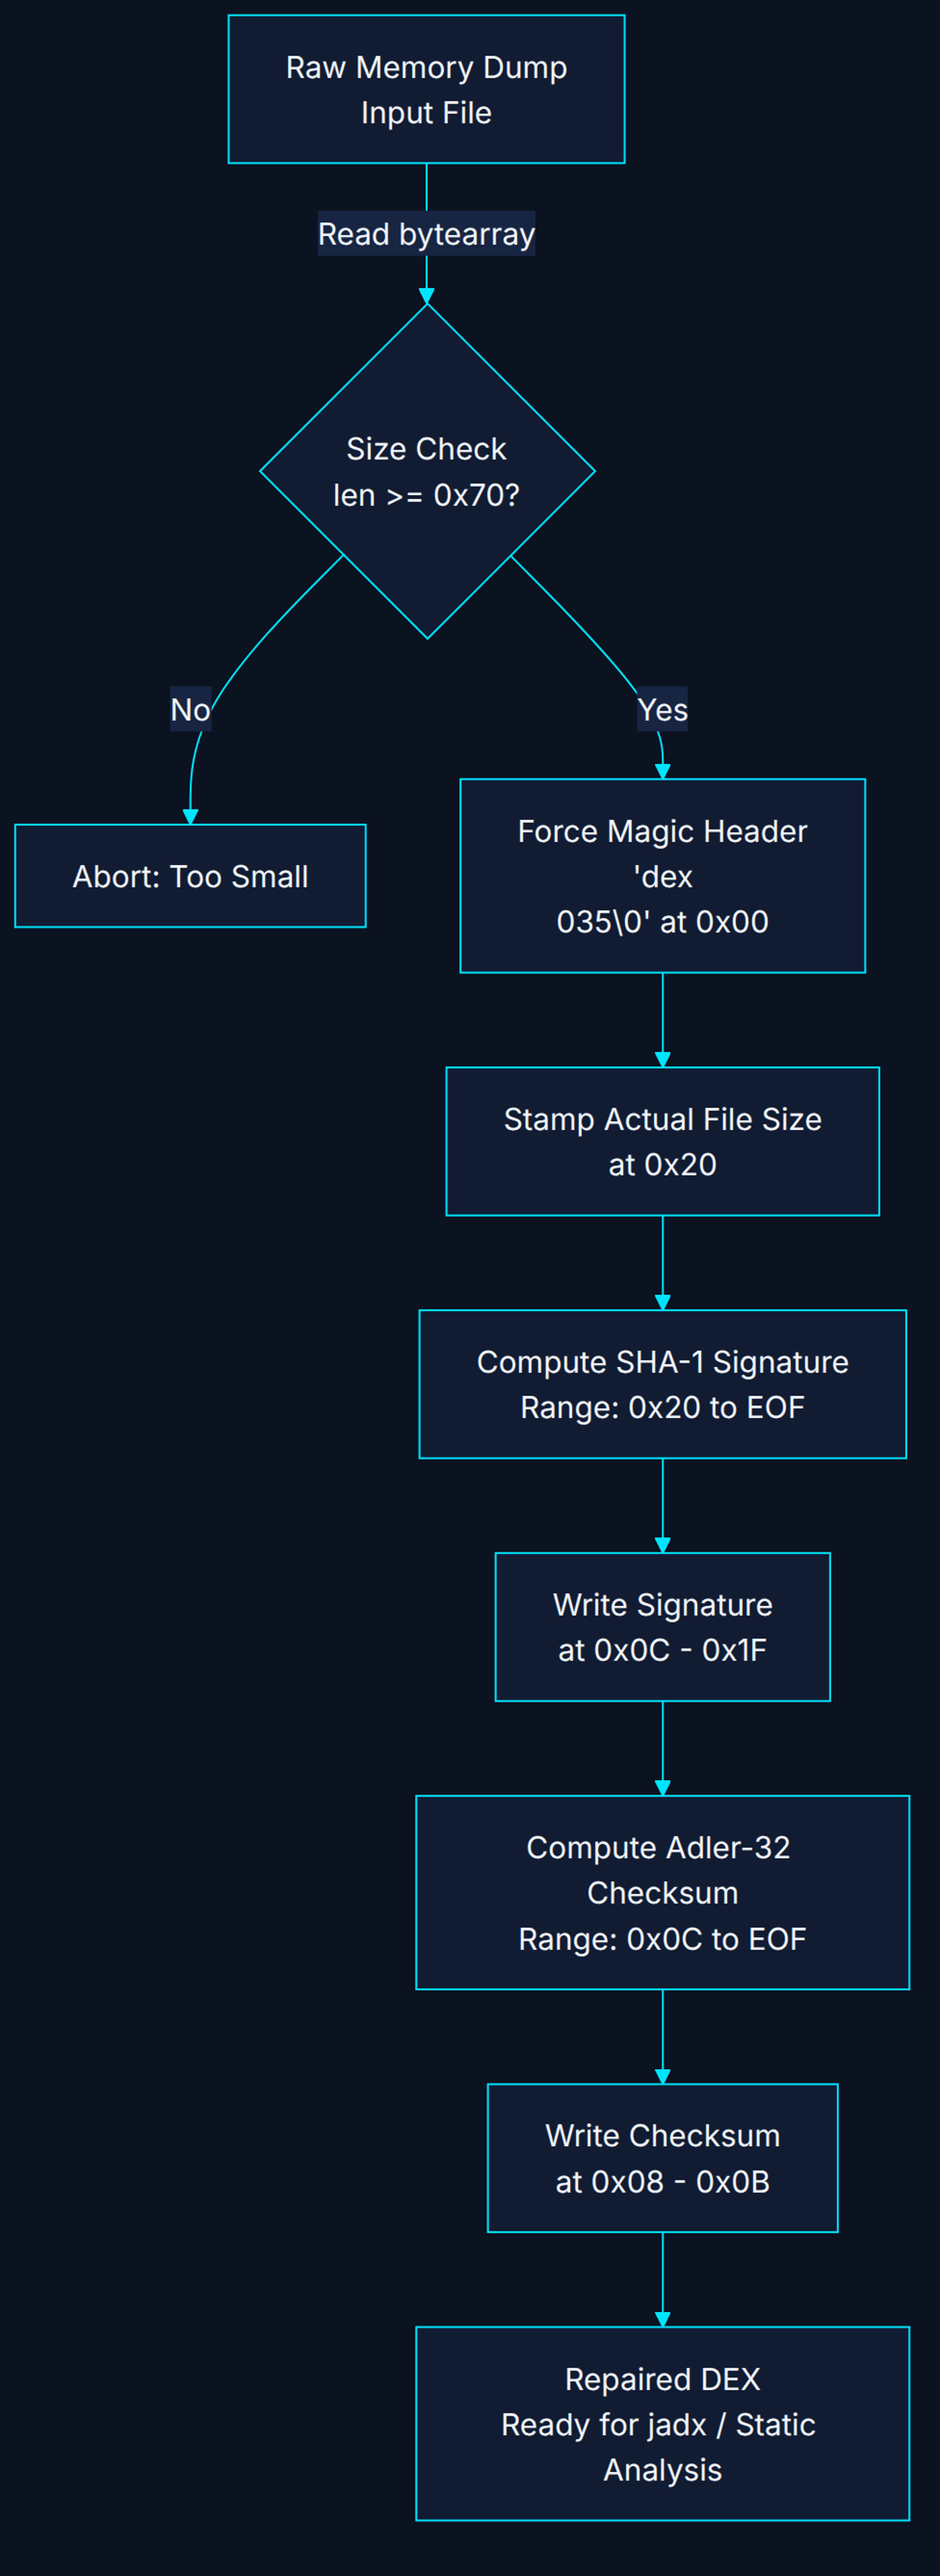 Raw Memory Dump
Input File
Read bytearray
Size Check
len >= 0x70?
No
Yes
Abort: Too Small
Force Magic Header
'dex
035\0' at 0x00
Stamp Actual File Size
at 0x20
Compute SHA-1 Signature
Range: 0x20 to EOF
Write Signature
at 0x0C - 0x1F
Compute Adler-32
Checksum
Range: 0x0C to EOF
Write Checksum
at 0x08 - 0x0B
Repaired DEX
Ready for jadx / Static
Analysis